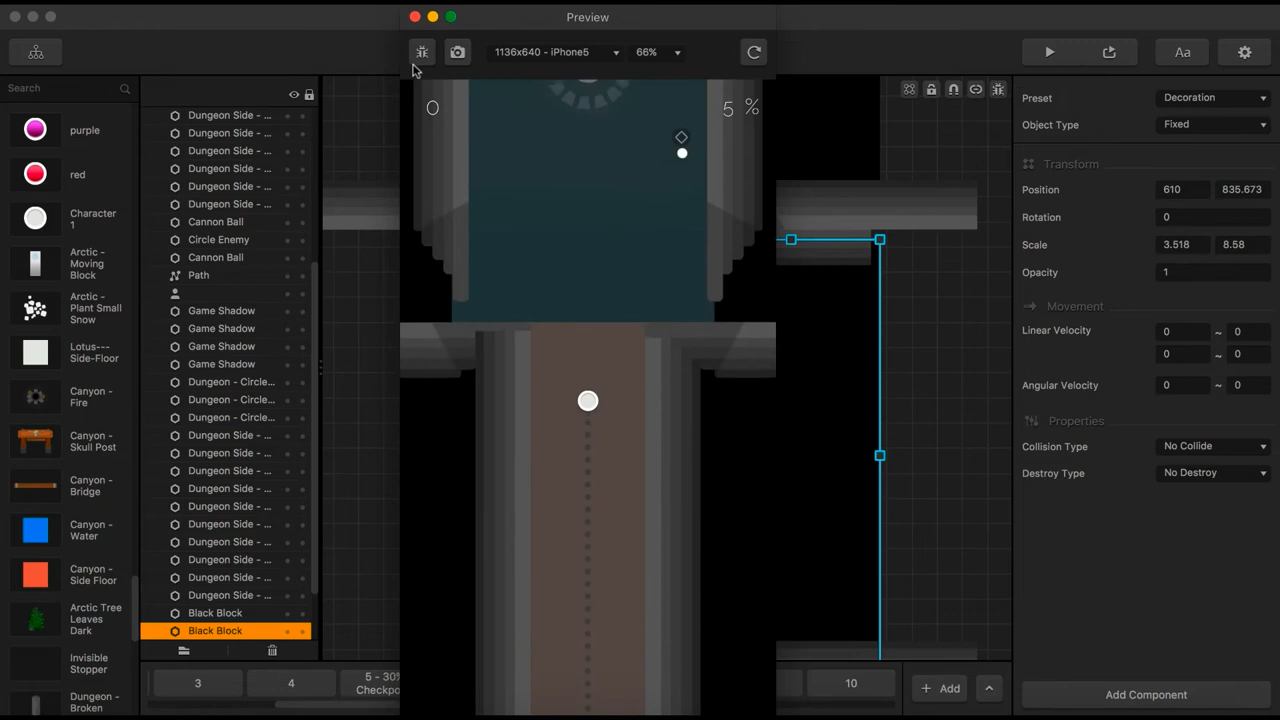 Preview
1136x640 - iPhone5
66%
Aa
Search
purple
red
Character
1
Arctic -
Moving
Block
Arctic -
Plant Small
Snow
Lotus---
Side-Floor
Canyon -
Fire
Canyon -
Skull Post
Canyon -
Bridge
Canyon -
Water
Canyon -
Side Floor
Arctic Tree
Leaves
Dark
Invisible
Stopper
Dungeon -
Broken
Dungeon Side - ...
Dungeon Side - ...
Dungeon Side - ...
Dungeon Side - ...
Dungeon Side - ...
Dungeon Side - ...
Cannon Ball
Circle Enemy
Cannon Ball
Path
Game Shadow
Game Shadow
Game Shadow
Game Shadow
Dungeon - Circle...
Dungeon - Circle...
Dungeon - Circle...
Dungeon Side - ...
Dungeon Side - ...
Dungeon Side - ...
Dungeon Side - ...
Dungeon Side - ...
Dungeon Side - ...
Dungeon Side - ...
Dungeon Side - ...
Dungeon Side - ...
Dungeon Side - ...
Black Block
Black Block
0
5 %
3
4
5 - 30%
Checkpo
10
+ Add
Preset Decoration
Object Type Fixed
Transform
Position 610 835.673
Rotation 0
Scale 3.518 8.58
Opacity 1
Movement
Linear Velocity 0 ~ 0
0 ~ 0
Angular Velocity 0 ~ 0
Properties
Collision Type No Collide
Destroy Type No Destroy
Add Component